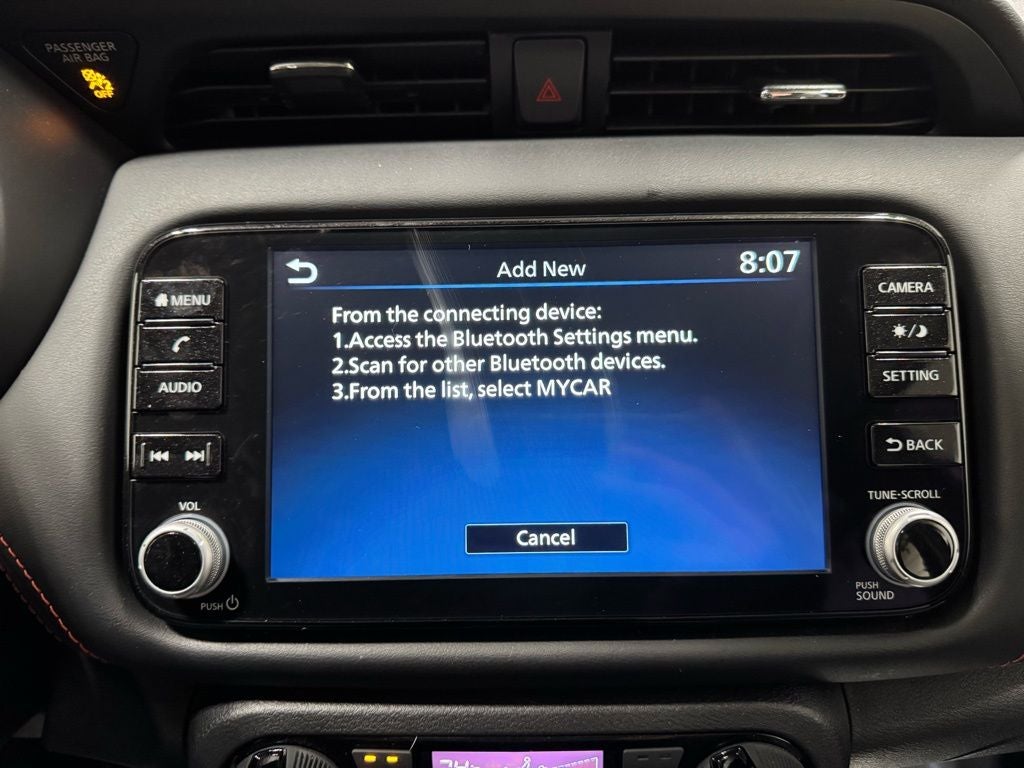 PASSENGER
AIR BAG
OFF
Add New
8:07
MENU
AUDIO
From the connecting device:
1.Access the Bluetooth Settings menu.
2.Scan for other Bluetooth devices.
3.From the list, select MYCAR
Cancel
VOL
PUSH
CAMERA
SETTING
BACK
TUNE·SCROLL
PUSH
SOUND